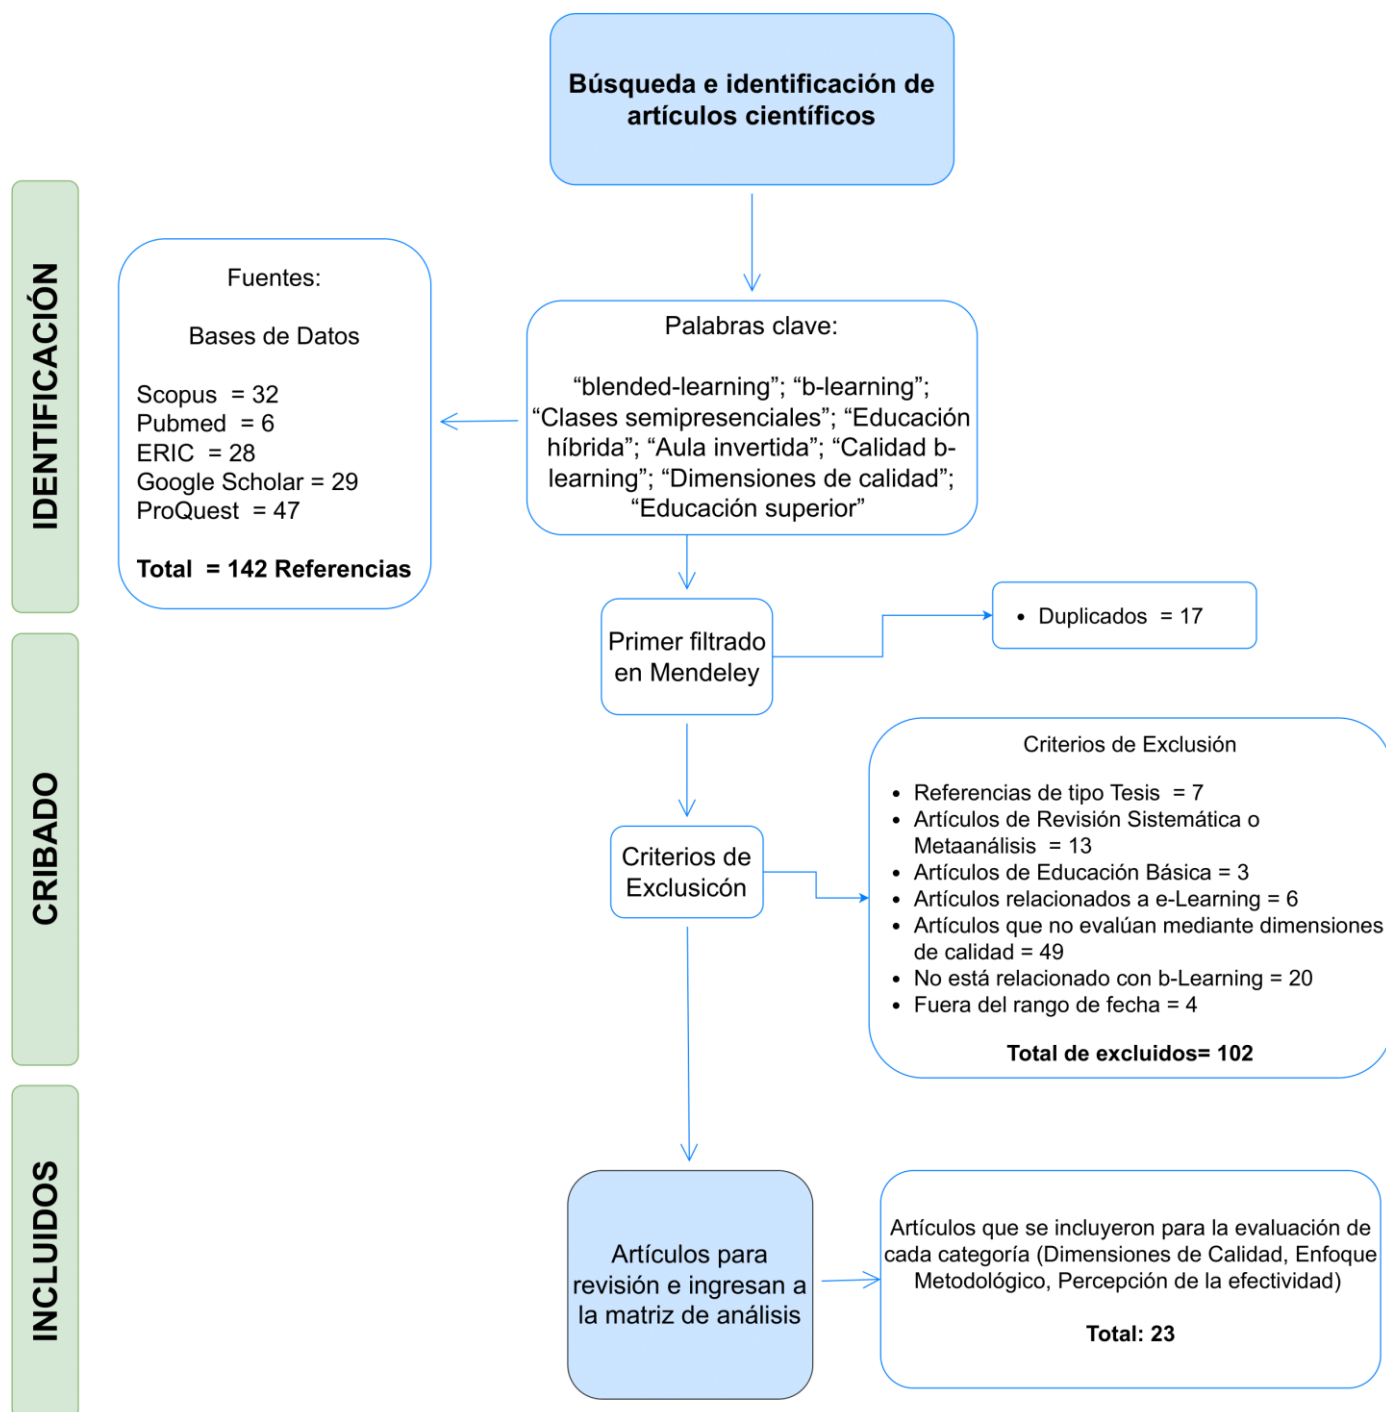 Búsqueda e identificación de
artículos científicos
IDENTIFICACIÓN
Fuentes:
Bases de Datos
Scopus = 32
Pubmed = 6
ERIC = 28
Google Scholar = 29
ProQuest = 47
Total = 142 Referencias
Palabras clave:
“blended-learning”; “b-learning”;
“Clases semipresenciales”; “Educación
híbrida”; “Aula invertida”; “Calidad b-
learning”; “Dimensiones de calidad”;
“Educación superior”
CRIBADO
Primer filtrado
en Mendeley
• Duplicados = 17
Criterios de
Exclusicón
Criterios de Exclusión
• Referencias de tipo Tesis = 7
• Artículos de Revisión Sistemática o
Metaanálisis = 13
• Artículos de Educación Básica = 3
• Artículos relacionados a e-Learning = 6
• Artículos que no evalúan mediante dimensiones
de calidad = 49
• No está relacionado con b-Learning = 20
• Fuera del rango de fecha = 4
Total de excluidos= 102
INCLUIDOS
Artículos para
revisión e ingresan a
la matriz de análisis
Artículos que se incluyeron para la evaluación de
cada categoría (Dimensiones de Calidad, Enfoque
Metodológico, Percepción de la efectividad)
Total: 23